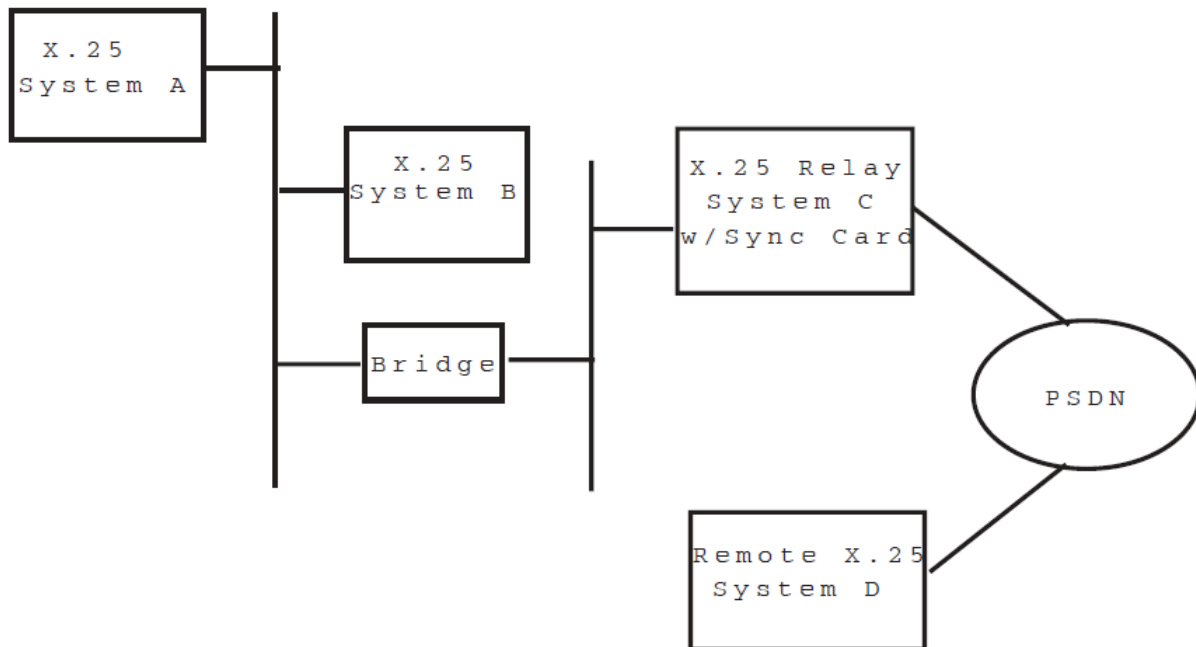 X.25
System A
X.25
System B
Bridge
X.25 Relay
System C
w/Sync Card
PSDN
Remote X.25
System D